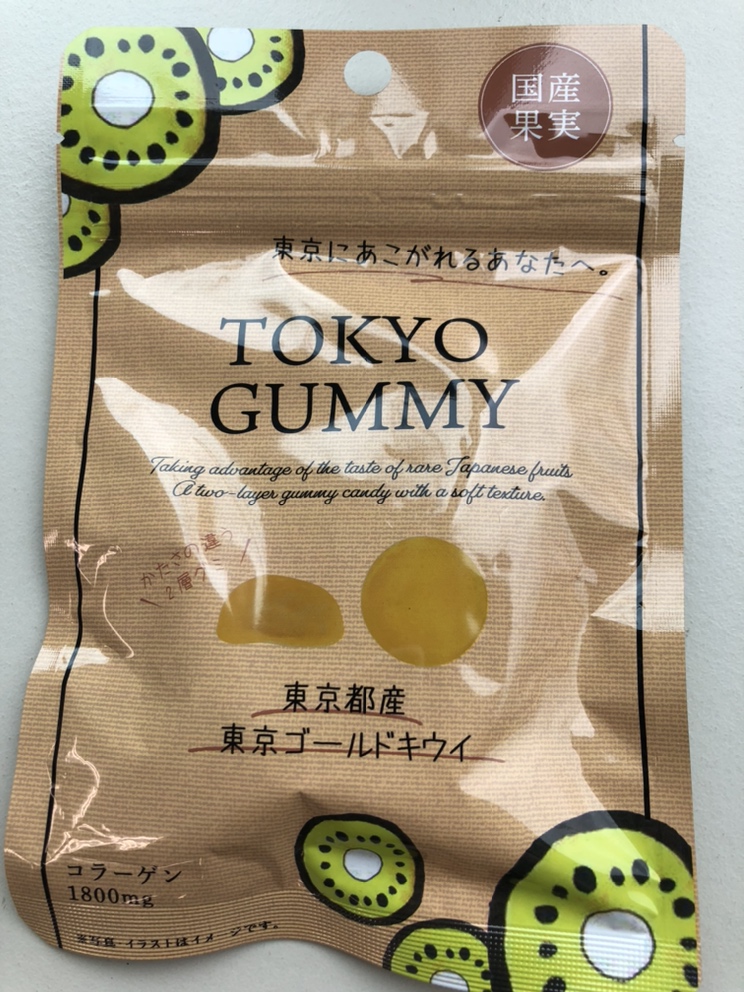 国産
果実
東京にあこがれるあなたへ。
TOKYO
GUMMY
Taking advantage of the taste of rare Japanese fruits
A two-layer gummy candy with a soft texture.
かたさの違う
2層グミ
東京都産
東京ゴールドキウイ
コラーゲン
1800mg
※写真・イラストはイメージです。